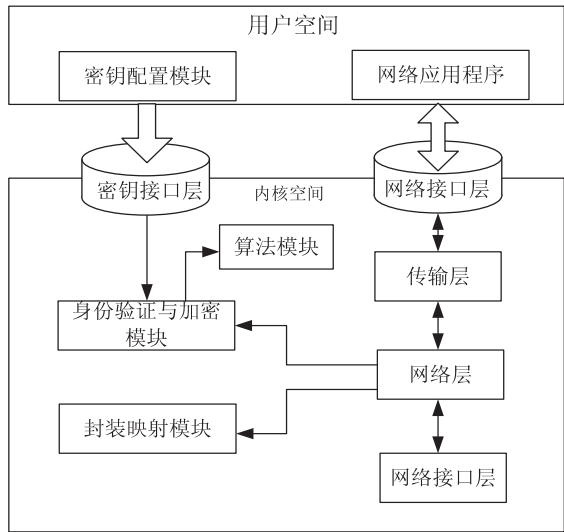 用户空间
密钥配置模块
网络应用程序
密钥接口层
内核空间
网络接口层
算法模块
传输层
身份验证与加密
模块
网络层
封装映射模块
网络接口层